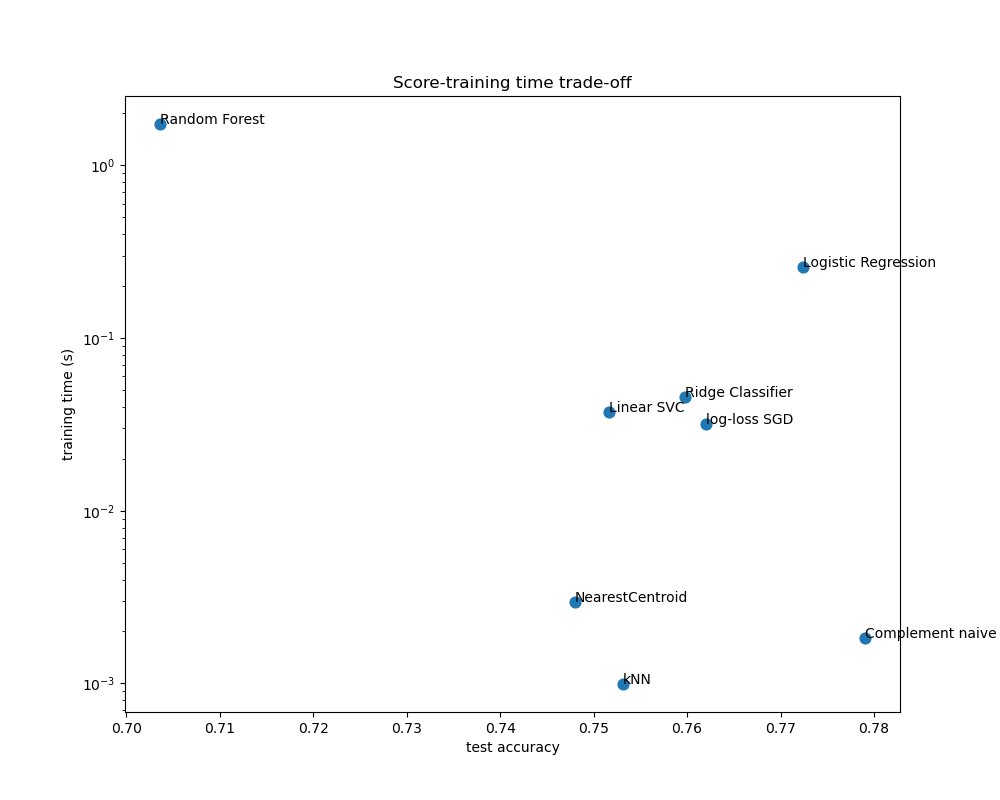 Score-training time trade-off
Random Forest
10⁰
Logistic Regression
10⁻¹
Ridge Classifier
Linear SVC
log-loss SGD
training time (s)
10⁻²
NearestCentroid
Complement naive
kNN
10⁻³
0.70 0.71 0.72 0.73 0.74 0.75 0.76 0.77 0.78
test accuracy